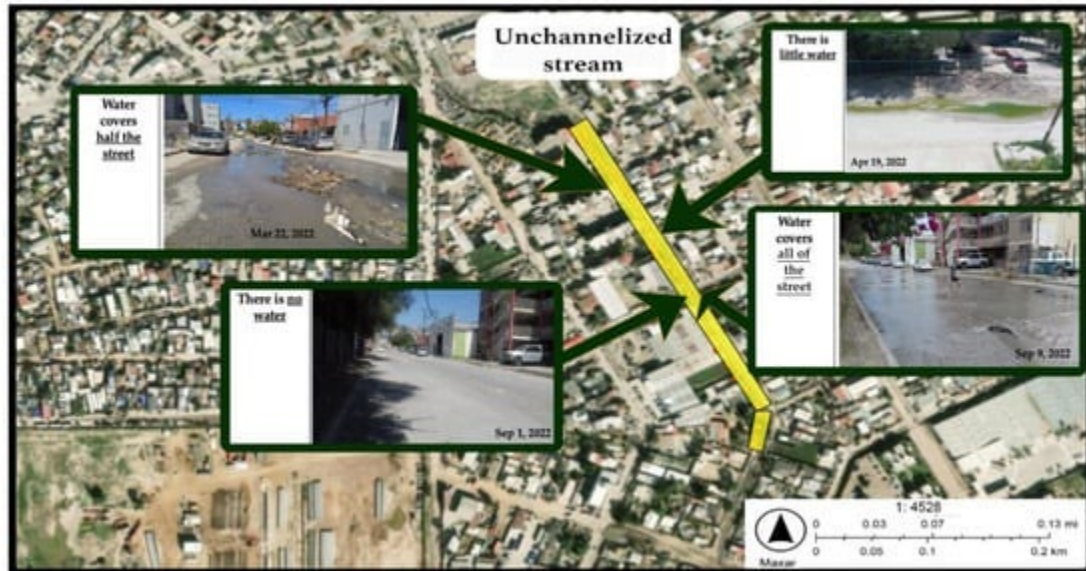 Unchannelized
stream
There is
little water
Apr 19, 2022
Water
covers
half the
street
Mar 22, 2022
Water
covers
all of
the
street
Sep 9, 2022
There is no
water
Sep 1, 2022
1: 4528
0 0.03 0.07 0.13 mi
0 0.05 0.1 0.2 km
Maxar